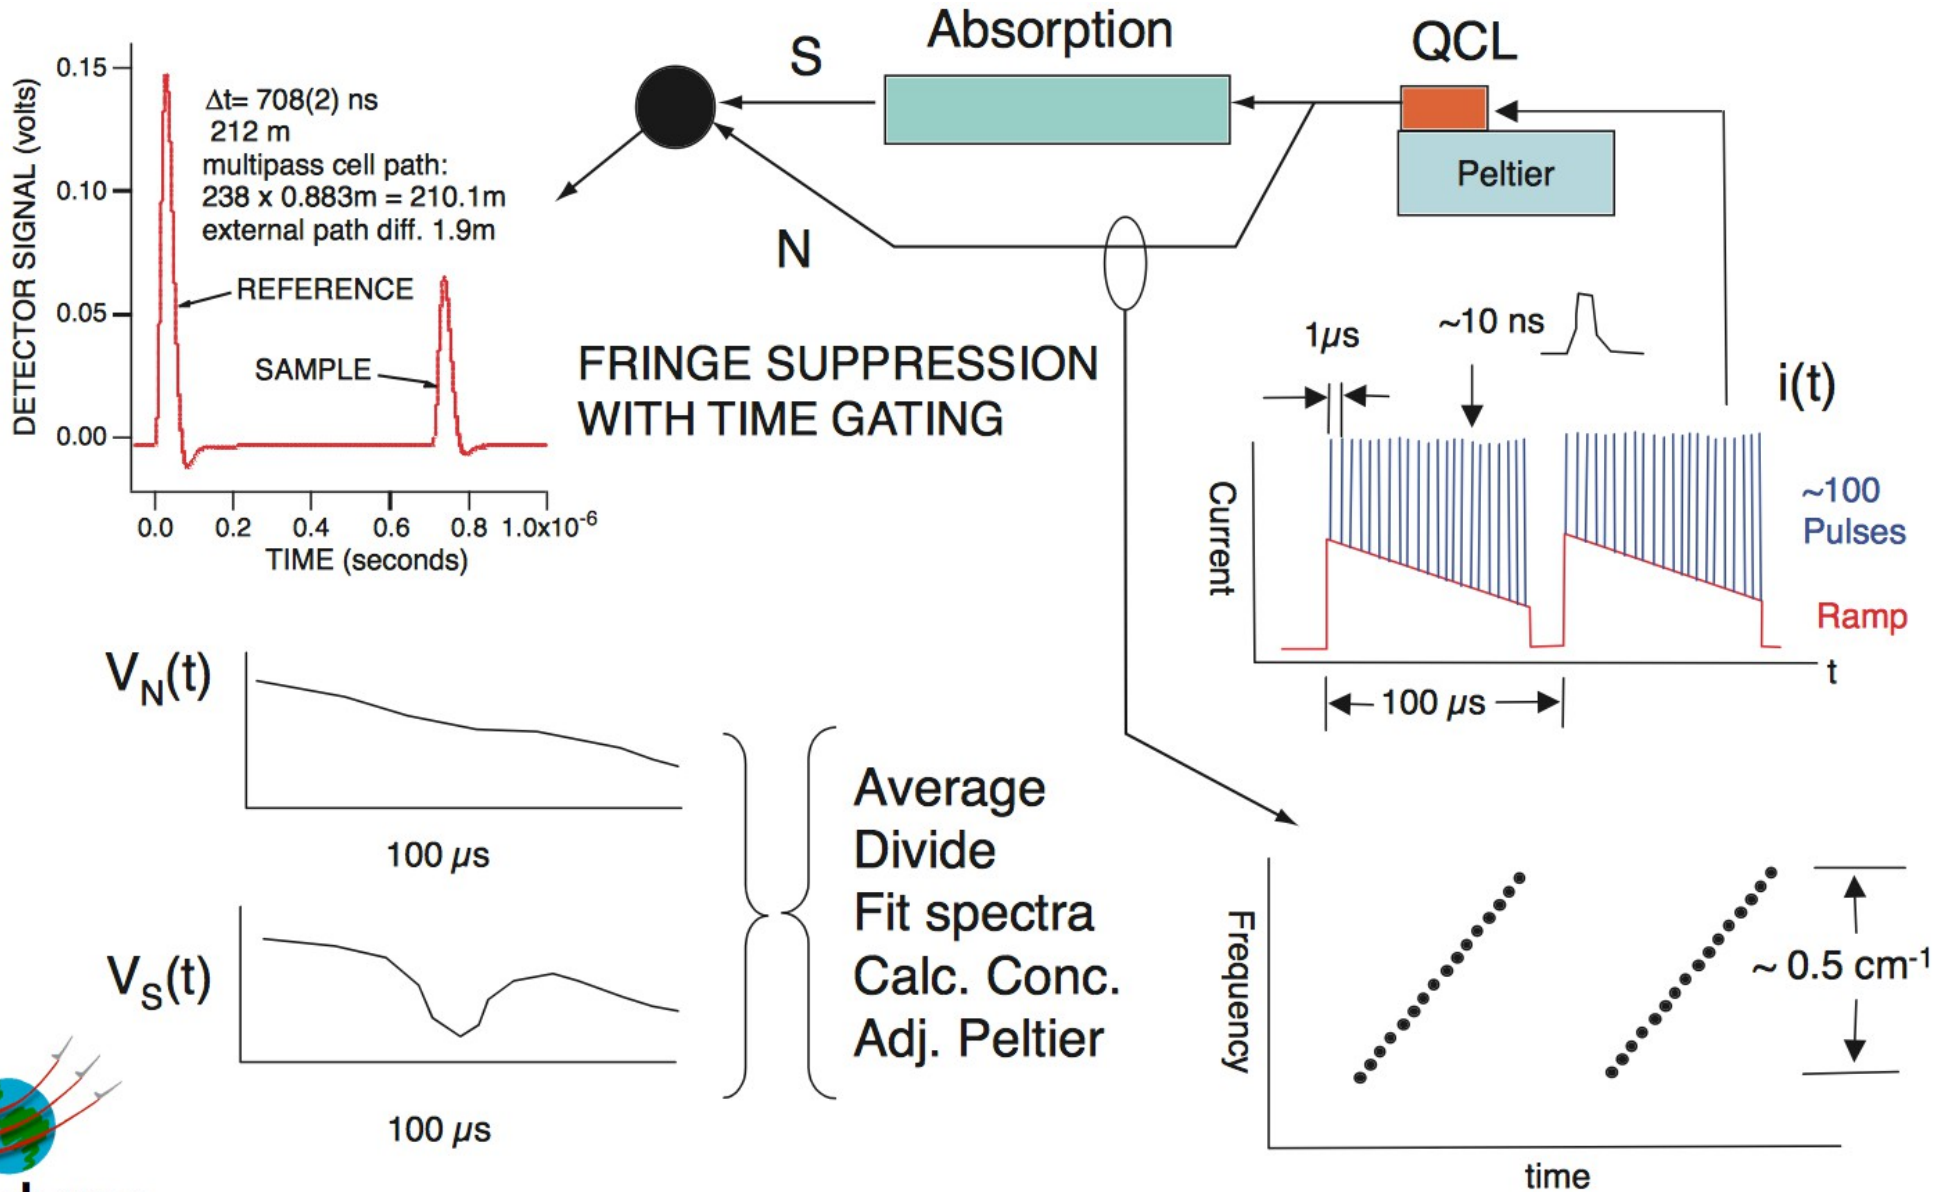 S
Absorption
QCL
Peltier
N
DETECTOR SIGNAL (volts)
0.15
0.10
0.05
0.00
Δt= 708(2) ns
212 m
multipass cell path:
238 x 0.883m = 210.1m
external path diff. 1.9m
REFERENCE
SAMPLE
0.0 0.2 0.4 0.6 0.8 1.0x10⁻⁶
TIME (seconds)
FRINGE SUPPRESSION
WITH TIME GATING
1µs
~10 ns
i(t)
Current
~100
Pulses
Ramp
t
100 µs
V_N(t)
100 µs
V_S(t)
100 µs
Average
Divide
Fit spectra
Calc. Conc.
Adj. Peltier
Frequency
~ 0.5 cm⁻¹
time